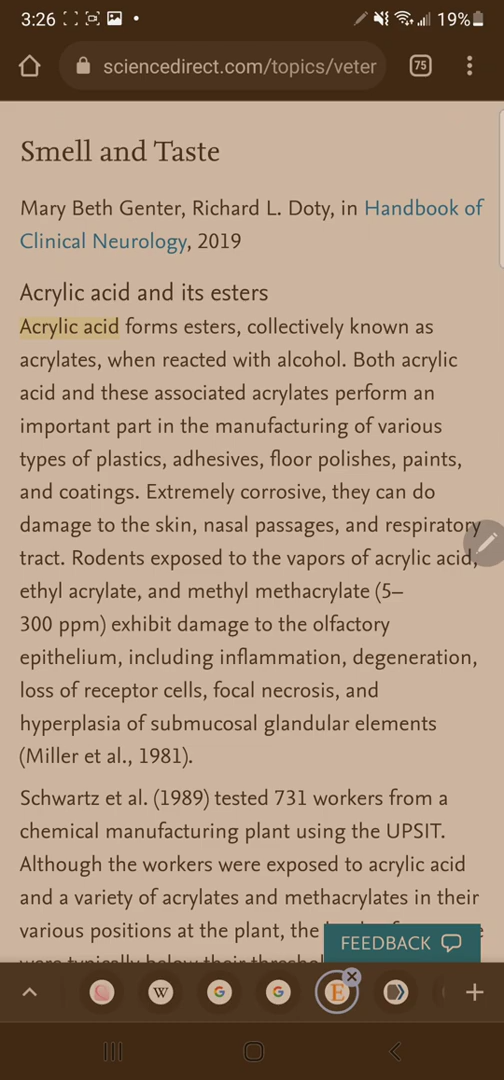 3:26
19%
sciencedirect.com/topics/veter
75
Smell and Taste
Mary Beth Genter, Richard L. Doty, in Handbook of
Clinical Neurology, 2019
Acrylic acid and its esters
Acrylic acid forms esters, collectively known as
acrylates, when reacted with alcohol. Both acrylic
acid and these associated acrylates perform an
important part in the manufacturing of various
types of plastics, adhesives, floor polishes, paints,
and coatings. Extremely corrosive, they can do
damage to the skin, nasal passages, and respiratory
tract. Rodents exposed to the vapors of acrylic acid,
ethyl acrylate, and methyl methacrylate (5–
300 ppm) exhibit damage to the olfactory
epithelium, including inflammation, degeneration,
loss of receptor cells, focal necrosis, and
hyperplasia of submucosal glandular elements
(Miller et al., 1981).
Schwartz et al. (1989) tested 731 workers from a
chemical manufacturing plant using the UPSIT.
Although the workers were exposed to acrylic acid
and a variety of acrylates and methacrylates in their
various positions at the plant, the
FEEDBACK
were typically below their
W
G
G
E